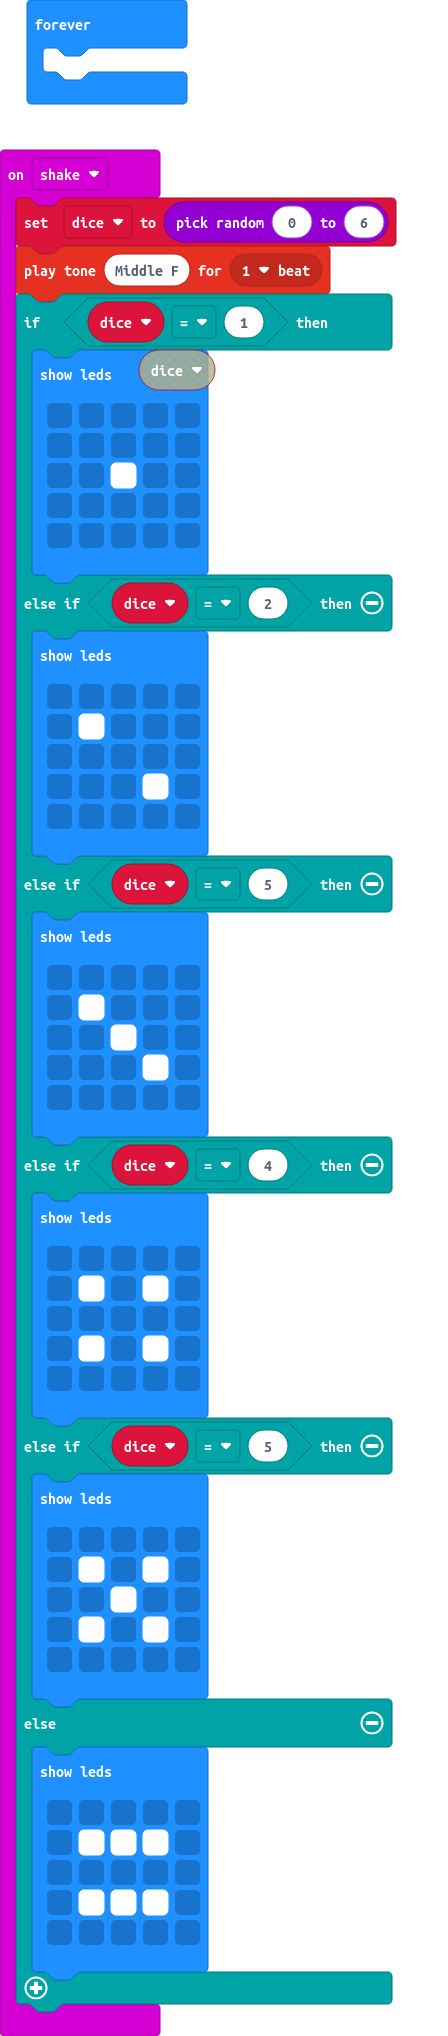 forever
on shake
set dice to pick random 0 to 6
play tone Middle F for 1 beat
if dice = 1 then
show leds dice
else if dice = 2 then
show leds
else if dice = 5 then
show leds
else if dice = 4 then
show leds
else if dice = 5 then
show leds
else
show leds